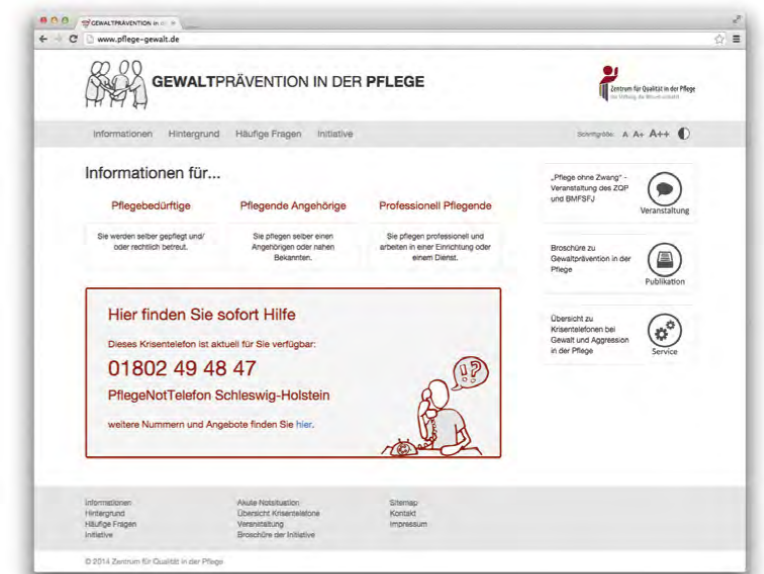 GEWALTPRÄVENTION in
www.pflege-gewalt.de
GEWALTPRÄVENTION IN DER PFLEGE
Zentrum für Qualität in der Pflege
Informationen Hintergrund Häufige Fragen Initiative
Schriftgröße: A A+ A++
Informationen für...
Pflegebedürftige
Sie werden selber gepflegt und/
oder rechtlich betreut.
Pflegende Angehörige
Sie pflegen selber einen
Angehörigen oder nahen
Bekannten.
Professionell Pflegende
Sie pflegen professionell und
arbeiten in einer Einrichtung oder
einem Dienst.
„Pflege ohne Zwang" -
Veranstaltung des ZQP
und BMFSFJ
Veranstaltung
Broschüre zu
Gewaltprävention in der
Pflege
Publikation
Übersicht zu
Krisentelefonen bei
Gewalt und Aggression
in der Pflege
Service
Hier finden Sie sofort Hilfe
Dieses Krisentelefon ist aktuell für Sie verfügbar:
01802 49 48 47
PflegeNotTelefon Schleswig-Holstein
weitere Nummern und Angebote finden Sie hier.
!?
Informationen
Hintergrund
Häufige Fragen
Initiative
Akute Notsituation
Übersicht Krisentelefone
Veranstaltung
Broschüre der Initiative
Sitemap
Kontakt
Impressum
© 2014 Zentrum für Qualität in der Pflege